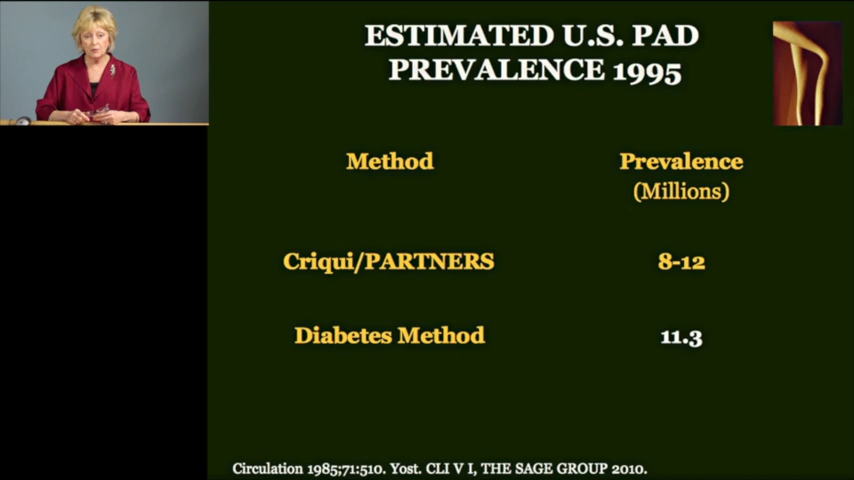 ESTIMATED U.S. PAD
PREVALENCE 1995
Method
Prevalence
(Millions)
Criqui/PARTNERS
8-12
Diabetes Method
11.3
Circulation 1985;71:510. Yost. CLI V I, THE SAGE GROUP 2010.